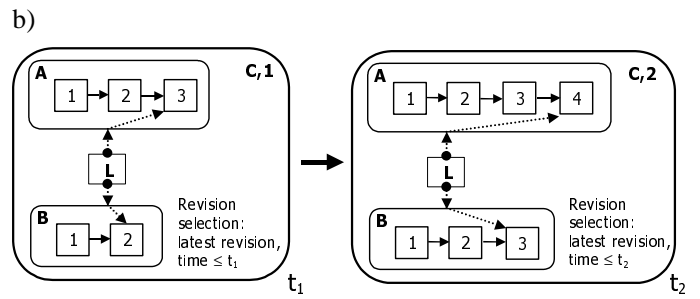 b)
A
C,1
1 2 3
L
B
1 2
Revision
selection:
latest revision,
time ≤ t1
t1
A
C,2
1 2 3 4
L
B
1 2 3
Revision
selection:
latest revision,
time ≤ t2
t2